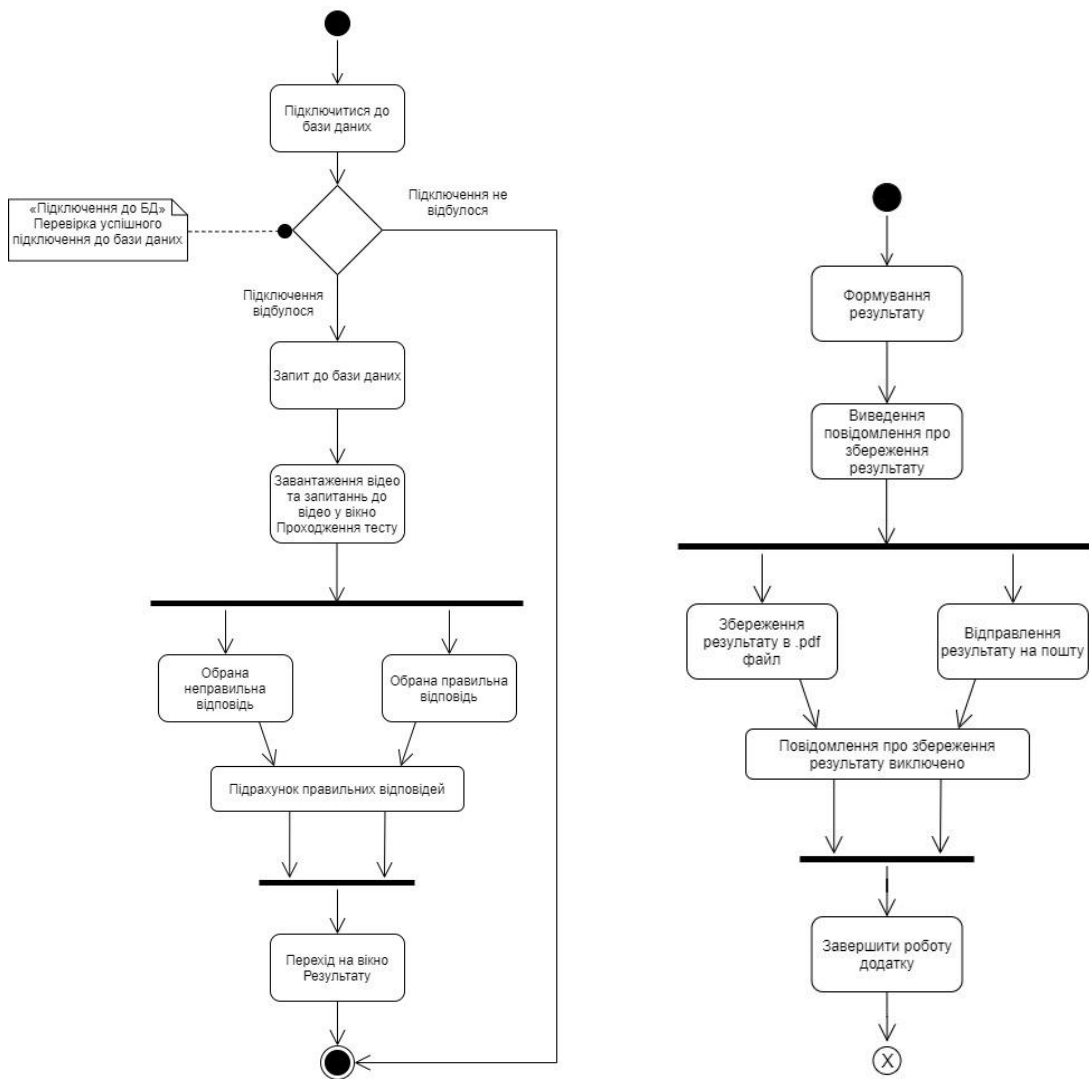 Підключитися до
бази даних
«Підключення до БД»
Перевірка успішного
підключення до бази даних
Підключення не
відбулося
Підключення
відбулося
Запит до бази даних
Завантаження відео
та запитаннь до
відео у вікно
Проходження тесту
Обрана
неправильна
відповідь
Обрана правильна
відповідь
Підрахунок правильних відповідей
Перехід на вікно
Результату
Формування
результату
Виведення
повідомлення про
збереження
результату
Збереження
результату в .pdf
файл
Відправлення
результату на пошту
Повідомлення про збереження
результату виключено
Завершити роботу
додатку
X